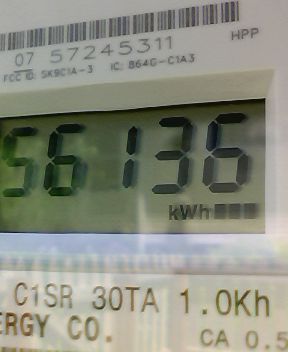 07 57245311
HPP
FCC ID: SK9C1A-3 IC: 864G-C1A3
56136
kWh
C1SR 30TA 1.0Kh
ERGY CO.
CA 0.5